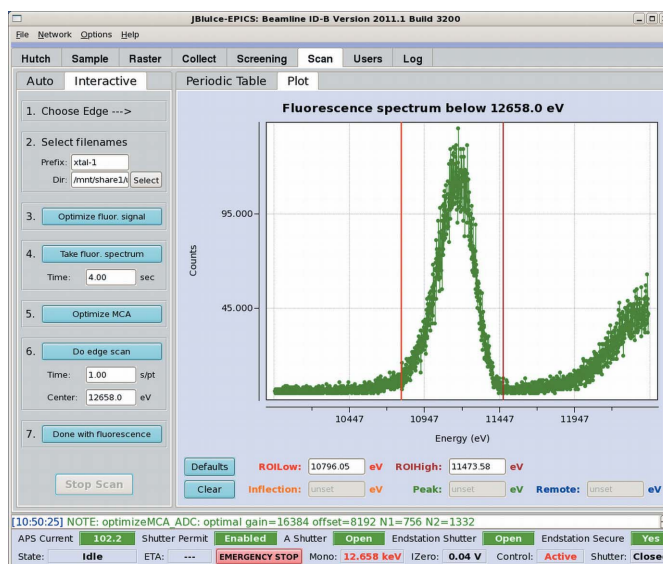 JBluIce-EPICS: Beamline ID-B Version 2011.1 Build 3200
File Network Options Help
Hutch Sample Raster Collect Screening Scan Users Log
Auto Interactive Periodic Table Plot
1. Choose Edge --->
2. Select filenames
Prefix: xtal-1
Dir: /mnt/share1/ Select
3. Optimize fluor. signal
4. Take fluor. spectrum
Time: 4.00 sec
5. Optimize MCA
6. Do edge scan
Time: 1.00 s/pt
Center: 12658.0 eV
7. Done with fluorescence
Stop Scan
Fluorescence spectrum below 12658.0 eV
Counts
95.000
45.000
10447 10947 11447 11947
Energy (eV)
Defaults ROILow: 10796.05 eV ROIHigh: 11473.58 eV
Clear Inflection: unset eV Peak: unset eV Remote: unset eV
[10:50:25] NOTE: optimizeMCA_ADC: optimal gain=16384 offset=8192 N1=756 N2=1332
APS Current 102.2 Shutter Permit Enabled A Shutter Open Endstation Shutter Open Endstation Secure Yes
State: Idle ETA: --- EMERGENCY STOP Mono: 12.658 keV IZero: 0.04 V Control: Active Shutter: Close